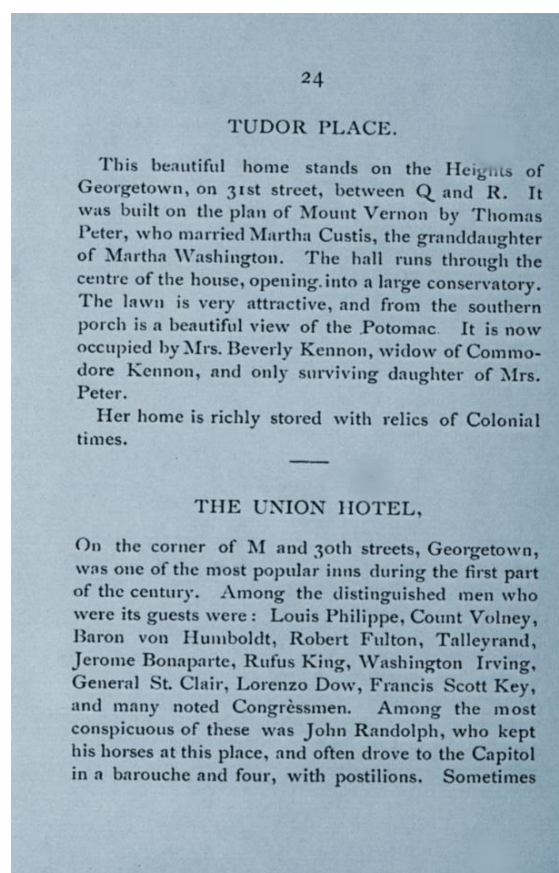 24
TUDOR PLACE.
This beautiful home stands on the Heights of
Georgetown, on 31st street, between Q and R. It
was built on the plan of Mount Vernon by Thomas
Peter, who married Martha Custis, the granddaughter
of Martha Washington. The hall runs through the
centre of the house, opening into a large conservatory.
The lawn is very attractive, and from the southern
porch is a beautiful view of the Potomac. It is now
occupied by Mrs. Beverly Kennon, widow of Commo-
dore Kennon, and only surviving daughter of Mrs.
Peter.
Her home is richly stored with relics of Colonial
times.
THE UNION HOTEL,
On the corner of M and 30th streets, Georgetown,
was one of the most popular inns during the first part
of the century. Among the distinguished men who
were its guests were: Louis Philippe, Count Volney,
Baron von Humboldt, Robert Fulton, Talleyrand,
Jerome Bonaparte, Rufus King, Washington Irving,
General St. Clair, Lorenzo Dow, Francis Scott Key,
and many noted Congrèssmen. Among the most
conspicuous of these was John Randolph, who kept
his horses at this place, and often drove to the Capitol
in a barouche and four, with postilions. Sometimes